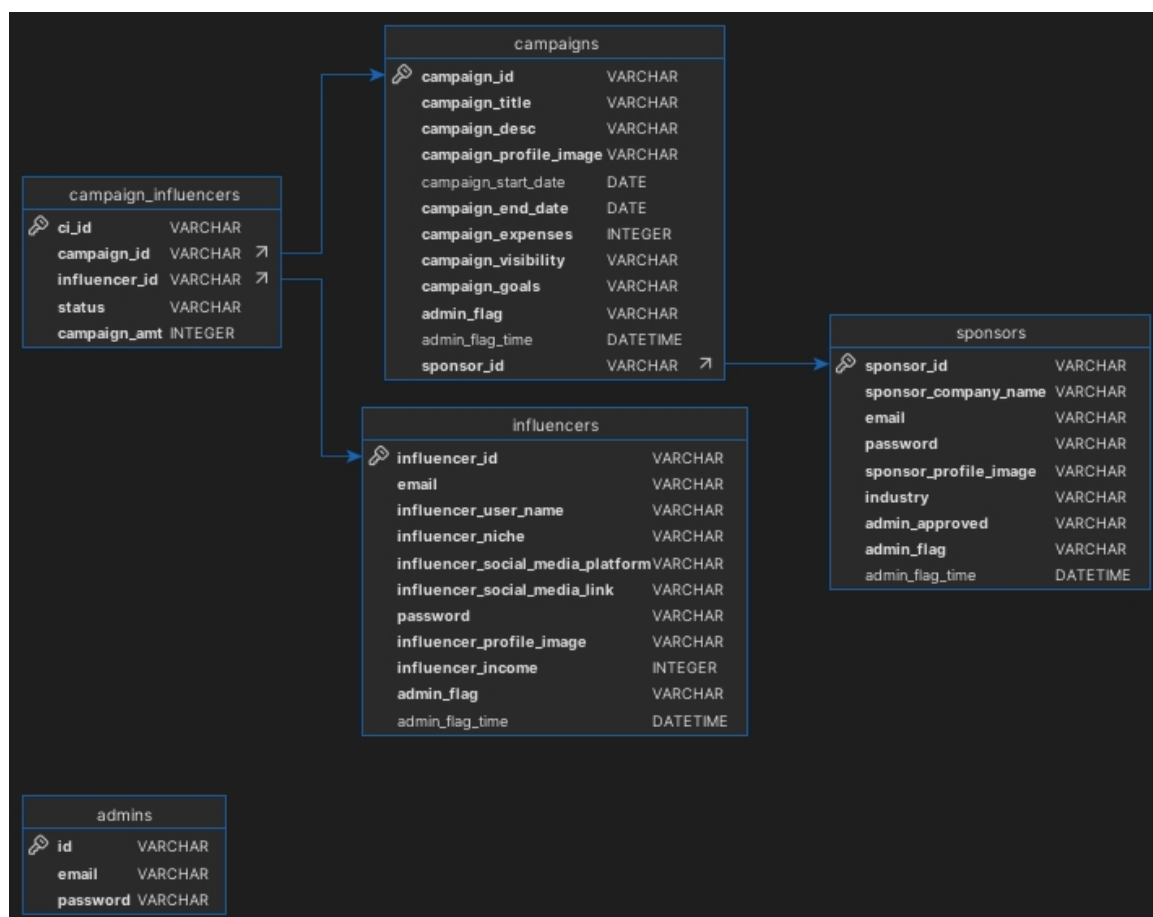 campaigns
campaign_id VARCHAR
campaign_title VARCHAR
campaign_desc VARCHAR
campaign_profile_image VARCHAR
campaign_start_date DATE
campaign_end_date DATE
campaign_expenses INTEGER
campaign_visibility VARCHAR
campaign_goals VARCHAR
admin_flag VARCHAR
admin_flag_time DATETIME
sponsor_id VARCHAR
campaign_influencers
ci_id VARCHAR
campaign_id VARCHAR
influencer_id VARCHAR
status VARCHAR
campaign_amt INTEGER
sponsors
sponsor_id VARCHAR
sponsor_company_name VARCHAR
email VARCHAR
password VARCHAR
sponsor_profile_image VARCHAR
industry VARCHAR
admin_approved VARCHAR
admin_flag VARCHAR
admin_flag_time DATETIME
influencers
influencer_id VARCHAR
email VARCHAR
influencer_user_name VARCHAR
influencer_niche VARCHAR
influencer_social_media_platform VARCHAR
influencer_social_media_link VARCHAR
password VARCHAR
influencer_profile_image VARCHAR
influencer_income INTEGER
admin_flag VARCHAR
admin_flag_time DATETIME
admins
id VARCHAR
email VARCHAR
password VARCHAR